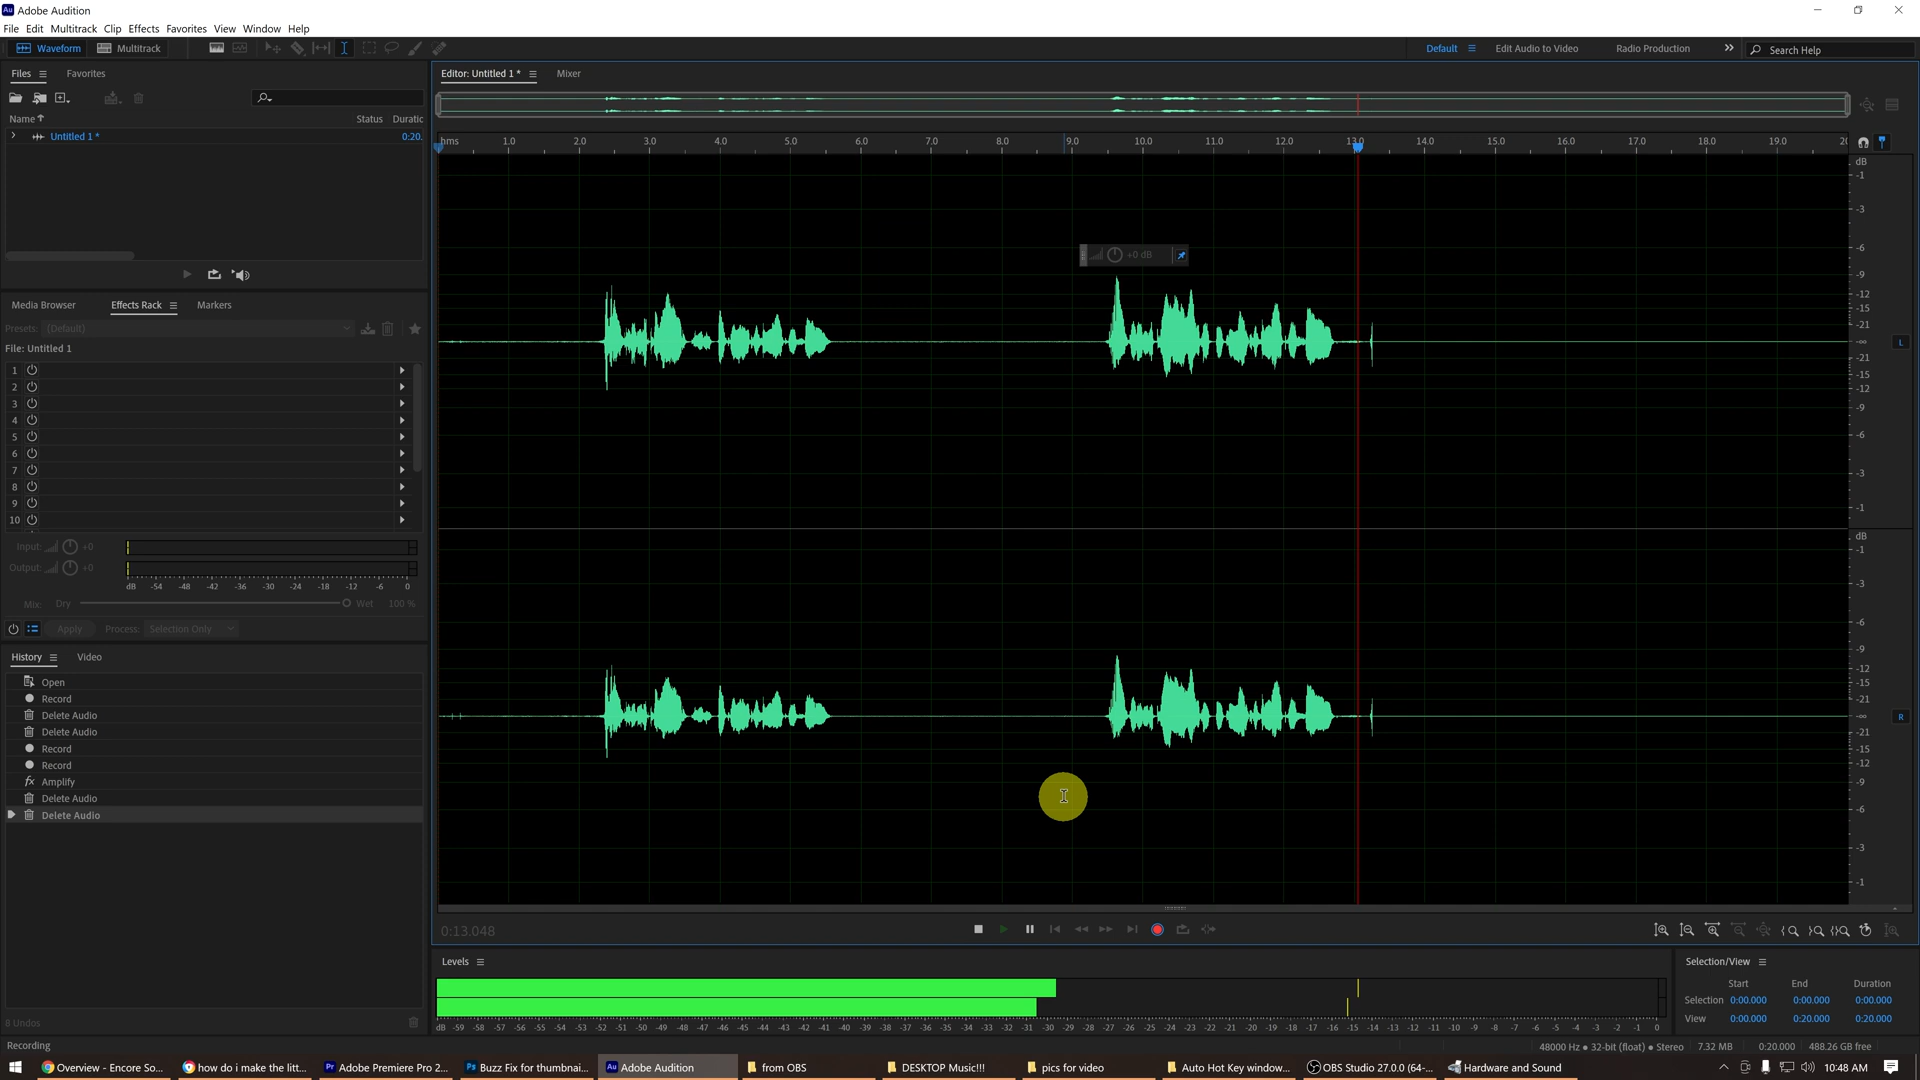 Adobe Audition
File Edit Multitrack Clip Effects Favorites View Window Help
Waveform Multitrack Default Edit Audio to Video Radio Production Search Help
Files Favorites
Name Status Duratic
Untitled 1 * 0:20.
Media Browser Effects Rack Markers
Presets: (Default)
File: Untitled 1
1
2
3
4
5
6
7
8
9
10
Input: +0
Output: +0
dB -54 -48 -42 -36 -30 -24 -18 -12 -6 0
Mix: Dry Wet 100 %
Apply Process: Selection Only
History Video
Open
Record
Delete Audio
Delete Audio
Record
Record
Amplify
Delete Audio
Delete Audio
8 Undos
Recording
Editor: Untitled 1 * Mixer
hms 1.0 2.0 3.0 4.0 5.0 6.0 7.0 8.0 9.0 10.0 11.0 12.0 13.0 14.0 15.0 16.0 17.0 18.0 19.0
+0 dB
dB
-1
-3
-6
-9
-12
-15
-21
-∞
-21
-15
-12
-9
-6
-3
-1
L
dB
-1
-3
-6
-9
-12
-15
-21
-∞
-21
-15
-12
-9
-6
-3
-1
R
0:13.048
Levels
dB -59 -58 -57 -56 -55 -54 -53 -52 -51 -50 -49 -48 -47 -46 -45 -44 -43 -42 -41 -40 -39 -38 -37 -36 -35 -34 -33 -32 -31 -30 -29 -28 -27 -26 -25 -24 -23 -22 -21 -20 -19 -18 -17 -16 -15 -14 -13 -12 -11 -10 -9 -8 -7 -6 -5 -4 -3 -2 -1 0
Selection/View
Start End Duration
Selection 0:00.000 0:00.000 0:00.000
View 0:00.000 0:20.000 0:20.000
48000 Hz ● 32-bit (float) ● Stereo 7.32 MB 0:20.000 488.26 GB free
Overview - Encore So... how do i make the litt... Adobe Premiere Pro 2... Buzz Fix for thumbnai... Adobe Audition from OBS DESKTOP Music!!! pics for video Auto Hot Key window... OBS Studio 27.0.0 (64-... Hardware and Sound 10:48 AM